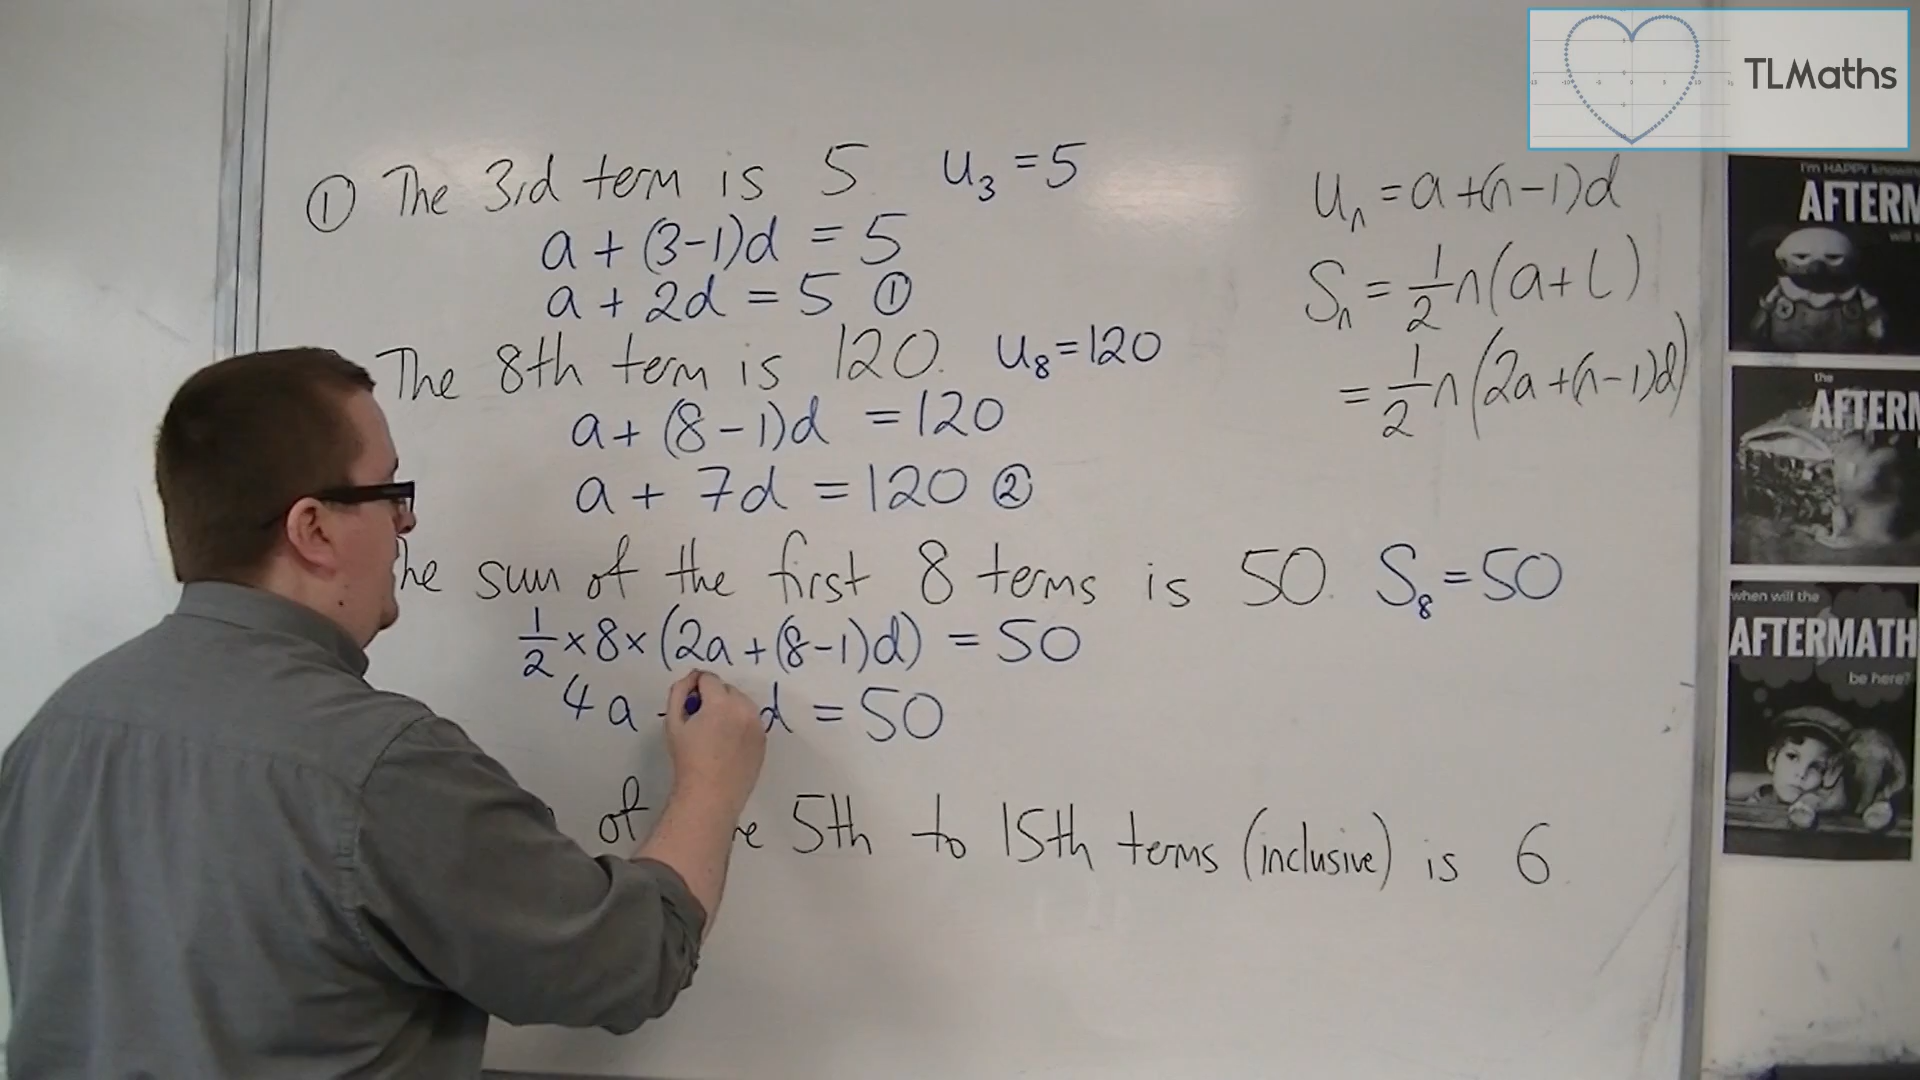 TLMaths
① The 3rd term is 5. u₃ = 5
a + (3-1)d = 5
a + 2d = 5 ①
The 8th term is 120. u₈ = 120
a + (8-1)d = 120
a + 7d = 120 ②
he sum of the first 8 terms is 50. S₈ = 50
½ × 8 × (2a + (8-1)d) = 50
4a d = 50
of 5th to 15th terms (inclusive) is 6
uₙ = a + (n-1)d
Sₙ = ½n(a + l)
= ½n(2a + (n-1)d)
I'm HAPPY
AFTERM
the
AFTERN
when will the
AFTERMATH
be here?